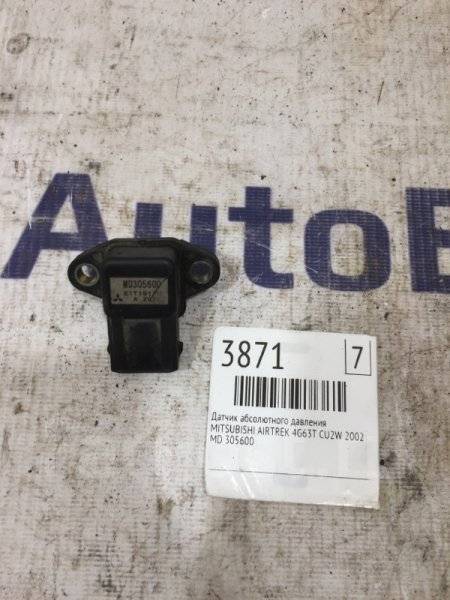 AutoB
MD305600
3871
7
Датчик абсолютного давления
MITSUBISHI AIRTREK 4G63T CU2W 2002
MD 305600